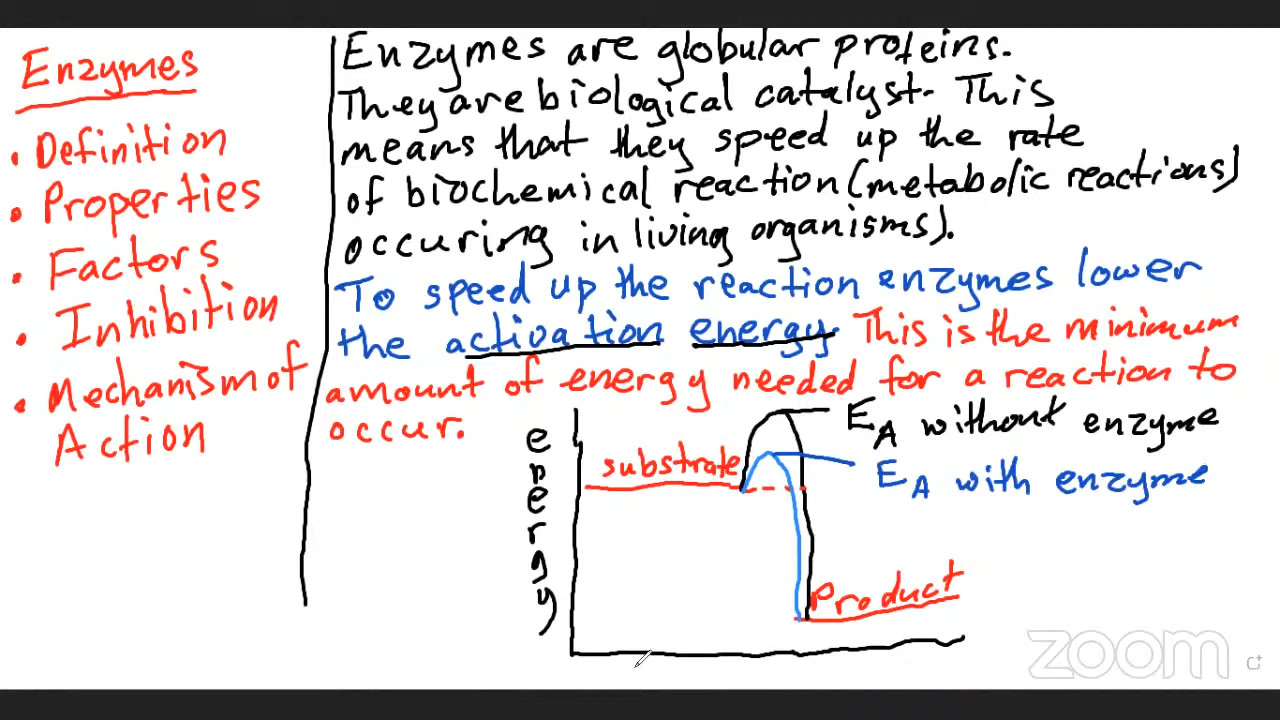 Enzymes
• Definition
• Properties
• Factors
• Inhibition
• Mechanism of
Action
Enzymes are globular proteins.
They are biological catalyst. This
means that they speed up the rate
of biochemical reaction (metabolic reactions)
occuring in living organisms).
To speed up the reaction enzymes lower
the activation energy. This is the minimum
amount of energy needed for a reaction to
occur.
energy
substrate
EA without enzyme
EA with enzyme
Product
zoom